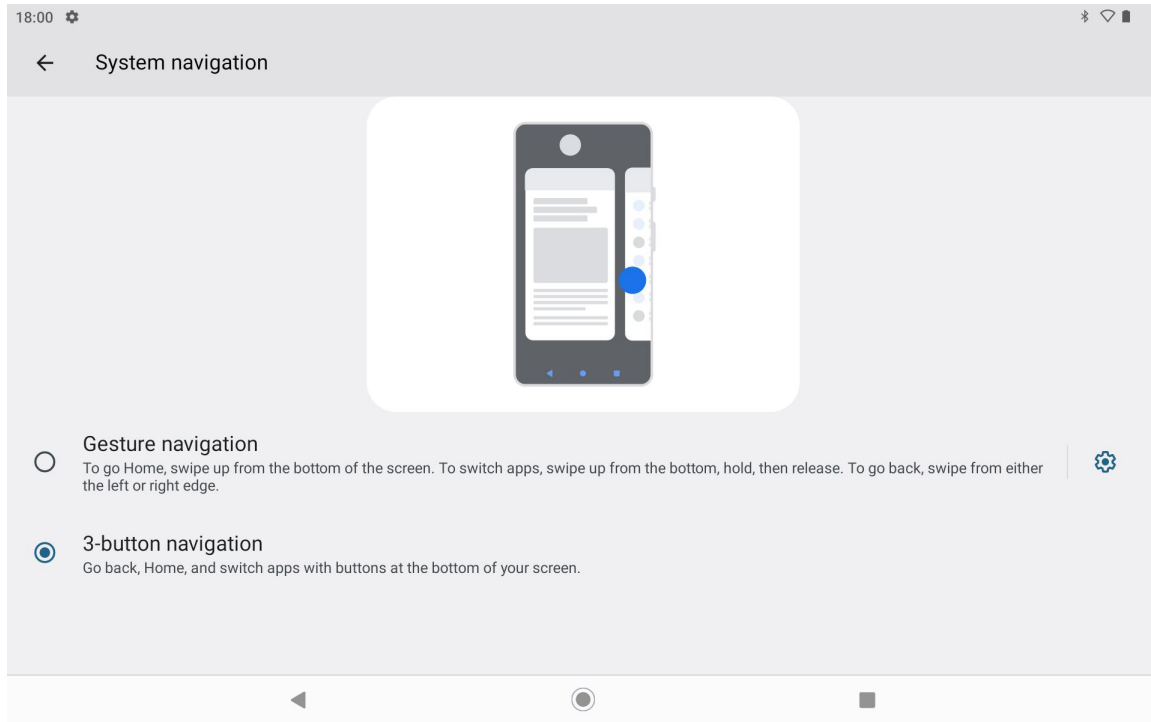 18:00
System navigation
Gesture navigation
To go Home, swipe up from the bottom of the screen. To switch apps, swipe up from the bottom, hold, then release. To go back, swipe from either
the left or right edge.
3-button navigation
Go back, Home, and switch apps with buttons at the bottom of your screen.